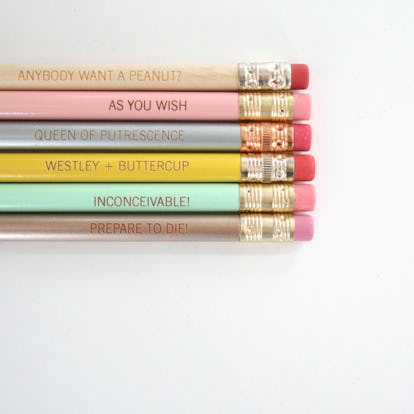 ANYBODY WANT A PEANUT?
AS YOU WISH
QUEEN OF PUTRESCENCE
WESTLEY + BUTTERCUP
INCONCEIVABLE!
PREPARE TO DIE!